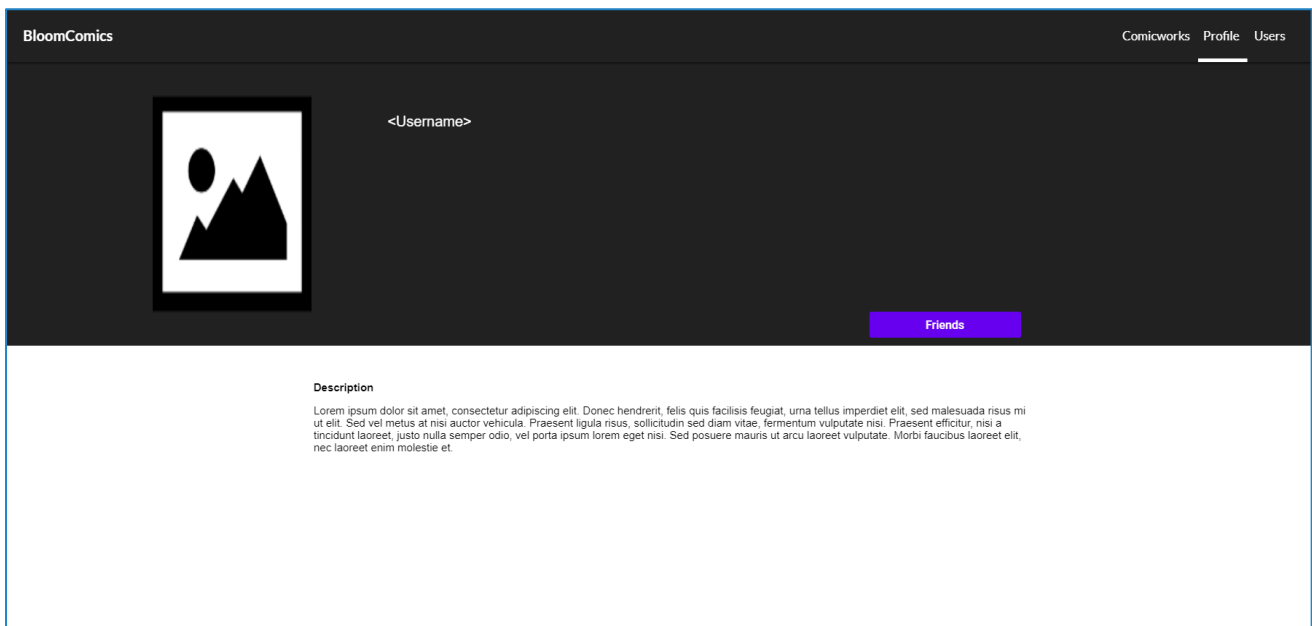 BloomComics
Comicworks Profile Users
<Username>
Friends
Description
Lorem ipsum dolor sit amet, consectetur adipiscing elit. Donec hendrerit, felis quis facilisis feugiat, urna tellus imperdiet elit, sed malesuada risus mi
ut elit. Sed vel metus at nisi auctor vehicula. Praesent ligula risus, sollicitudin sed diam vitae, fermentum vulputate nisi. Praesent efficitur, nisi a
tincidunt laoreet, justo nulla semper odio, vel porta ipsum lorem eget nisi. Sed posuere mauris ut arcu laoreet vulputate. Morbi faucibus laoreet elit,
nec laoreet enim molestie et.